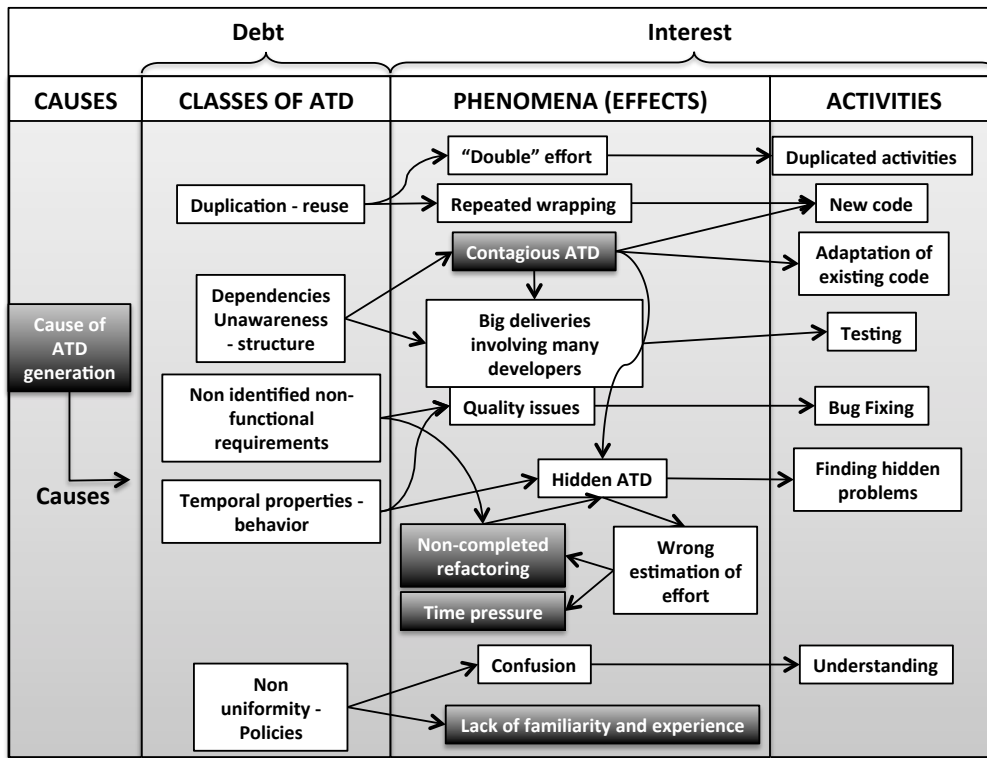 Debt
Interest
CAUSES
CLASSES OF ATD
PHENOMENA (EFFECTS)
ACTIVITIES
Cause of
ATD
generation
Causes
Duplication - reuse
Dependencies
Unawareness
- structure
Non identified non-
functional
requirements
Temporal properties -
behavior
Non
uniformity -
Policies
“Double” effort
Repeated wrapping
Contagious ATD
Big deliveries
involving many
developers
Quality issues
Hidden ATD
Non-completed
refactoring
Time pressure
Wrong
estimation of
effort
Confusion
Lack of familiarity and experience
Duplicated activities
New code
Adaptation of
existing code
Testing
Bug Fixing
Finding hidden
problems
Understanding